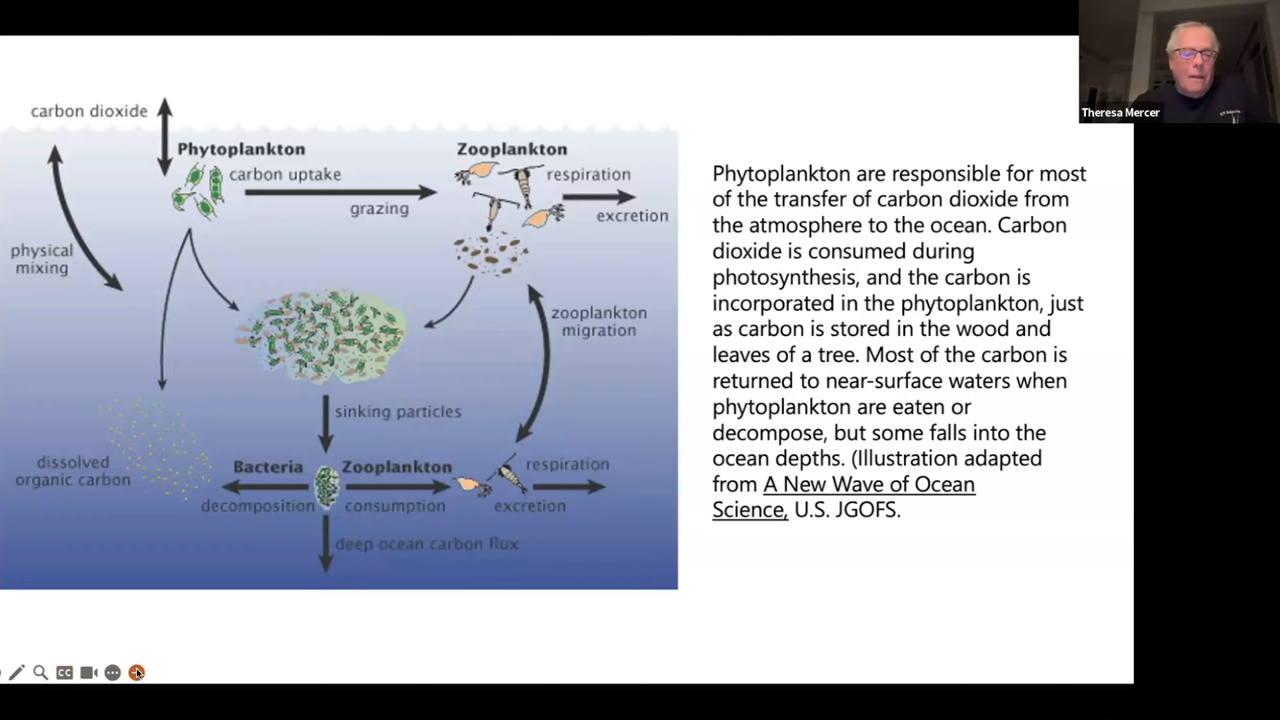 Theresa Mercer
carbon dioxide
Phytoplankton
carbon uptake
grazing
Zooplankton
respiration
excretion
physical
mixing
zooplankton
migration
sinking particles
dissolved
organic carbon
Bacteria
decomposition
Zooplankton
consumption
respiration
excretion
deep ocean carbon flux
Phytoplankton are responsible for most
of the transfer of carbon dioxide from
the atmosphere to the ocean. Carbon
dioxide is consumed during
photosynthesis, and the carbon is
incorporated in the phytoplankton, just
as carbon is stored in the wood and
leaves of a tree. Most of the carbon is
returned to near-surface waters when
phytoplankton are eaten or
decompose, but some falls into the
ocean depths. (Illustration adapted
from A New Wave of Ocean
Science, U.S. JGOFS.
CC